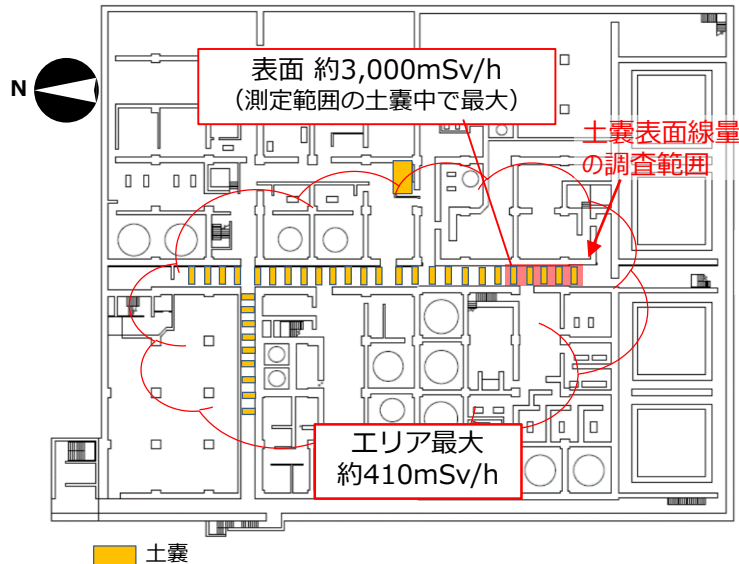 表面 約3,000mSv/h
（測定範囲の土嚢中で最大）
N
土嚢表面線量
の調査範囲
エリア最大
約410mSv/h
土嚢